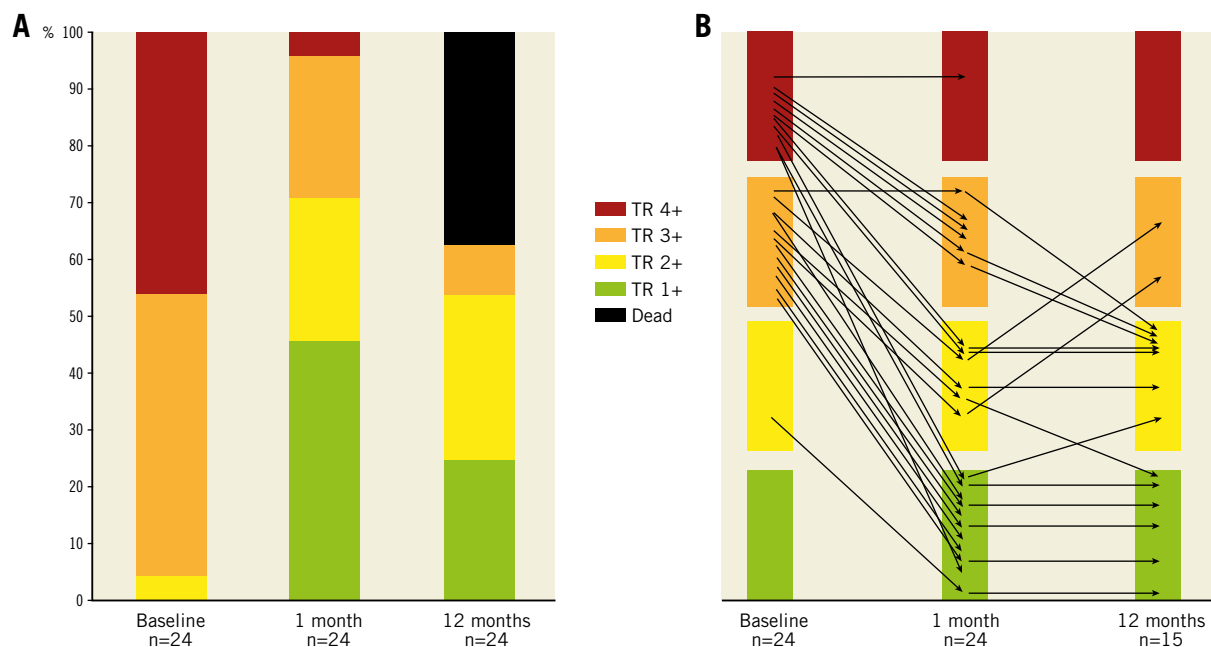 A
% 100
90
80
70
60
50
40
30
20
10
0
Baseline
n=24
1 month
n=24
12 months
n=24
TR 4+
TR 3+
TR 2+
TR 1+
Dead
B
Baseline
n=24
1 month
n=24
12 months
n=15